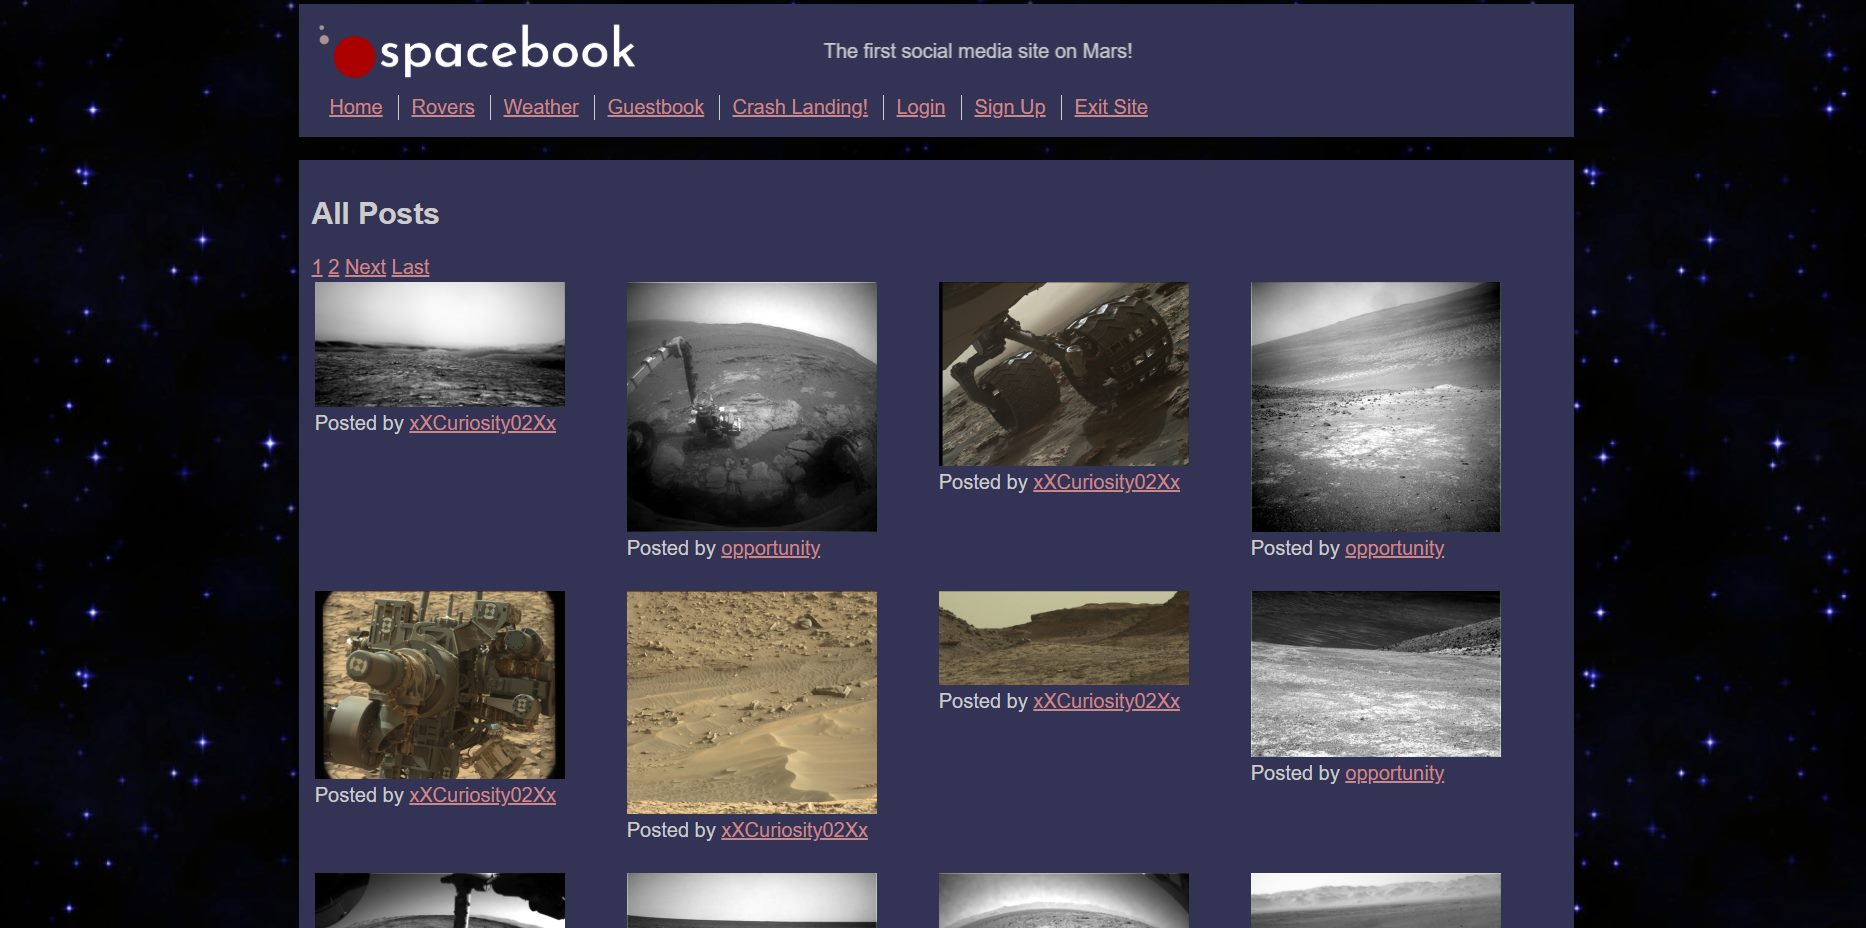 spacebook
The first social media site on Mars!
Home Rovers Weather Guestbook Crash Landing! Login Sign Up Exit Site
All Posts
1 2 Next Last
Posted by xXCuriosity02Xx
Posted by opportunity
Posted by xXCuriosity02Xx
Posted by opportunity
Posted by xXCuriosity02Xx
Posted by xXCuriosity02Xx
Posted by xXCuriosity02Xx
Posted by opportunity